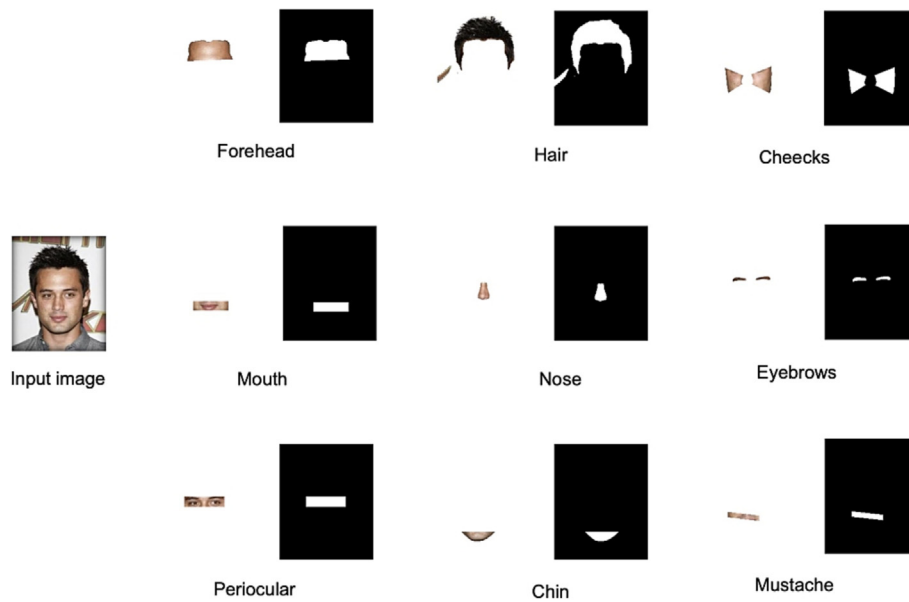 Forehead
Hair
Cheecks
Input image
Mouth
Nose
Eyebrows
Periocular
Chin
Mustache